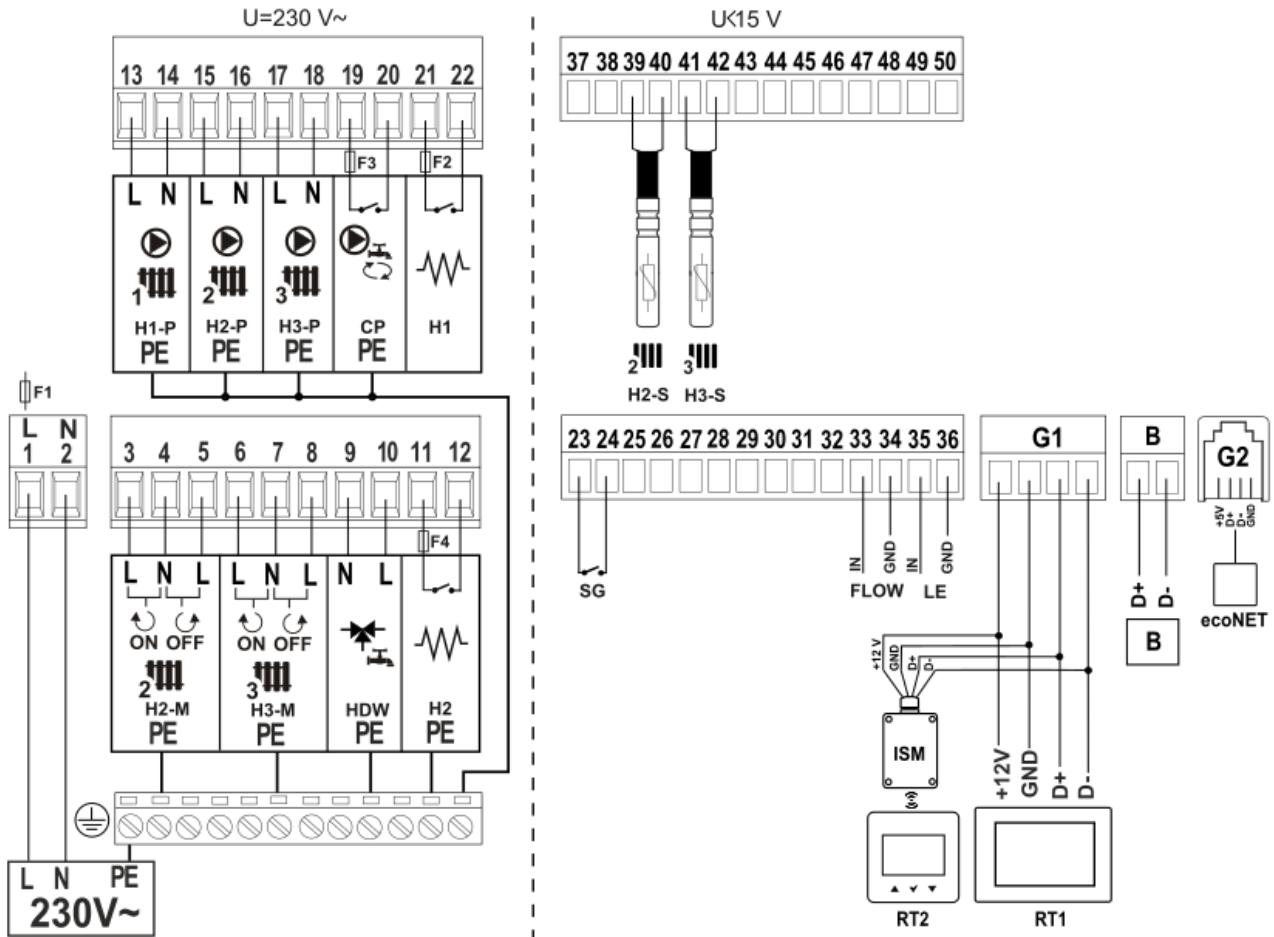 U=230 V~
13 14 15 16 17 18 19 20 21 22
F3 F2
L N L N L N
1 2 3
H1-P H2-P H3-P CP H1
PE PE PE PE
F1
L N
1 2
3 4 5 6 7 8 9 10 11 12
F4
L N L L N L N L
ON OFF ON OFF
2 3
H2-M H3-M HDW H2
PE PE PE PE
L N PE
230V~
U<15 V
37 38 39 40 41 42 43 44 45 46 47 48 49 50
2 3
H2-S H3-S
23 24 25 26 27 28 29 30 31 32 33 34 35 36
G1
B
G2
+5V D+ D- GND
SG
IN GND IN GND
FLOW LE
D+ D-
B
ecoNET
+12 V GND D+ D-
ISM
+12V GND D+ D-
RT2 RT1